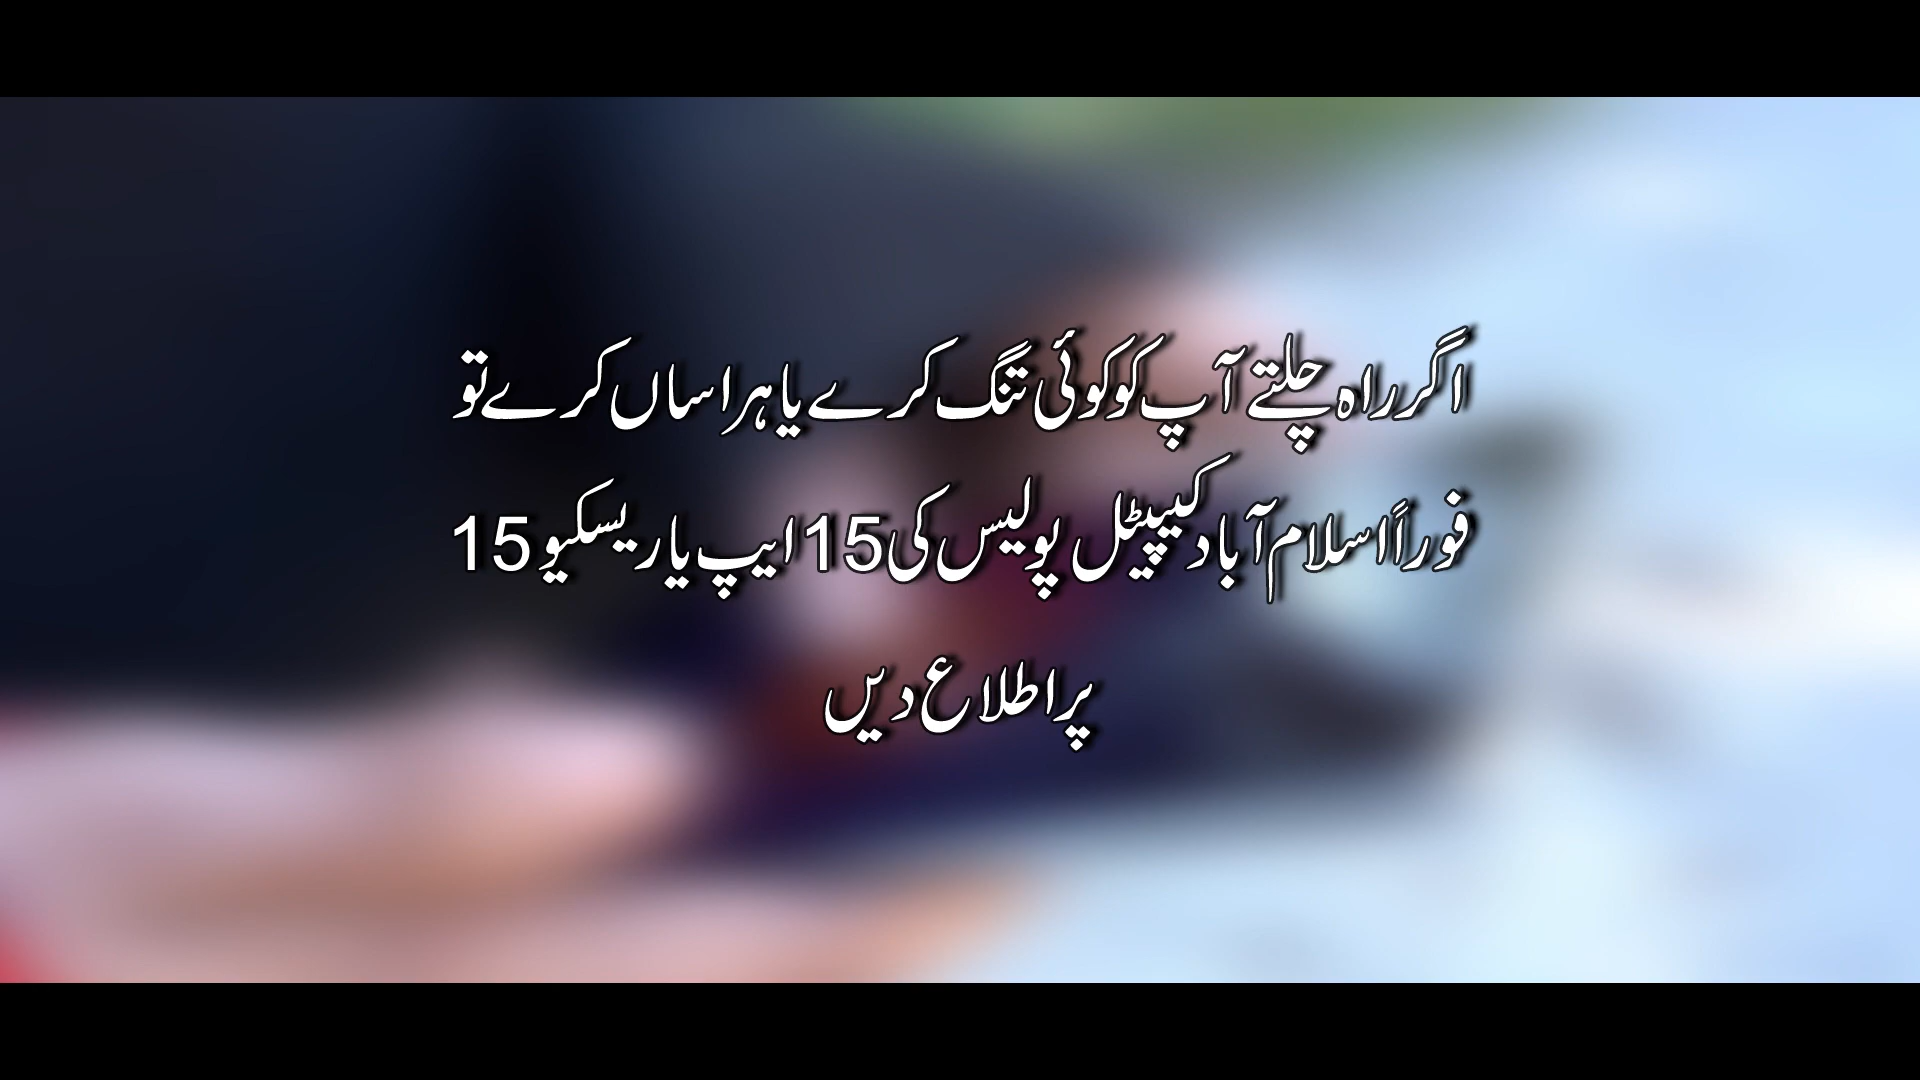 اگر راہ چلتے آپ کو کوئی تنگ کرے یا ہراساں کرے تو
فوراً اسلام آباد کیپیٹل پولیس کی 15 ایپ یا ریسکیو 15
پر اطلاع دیں